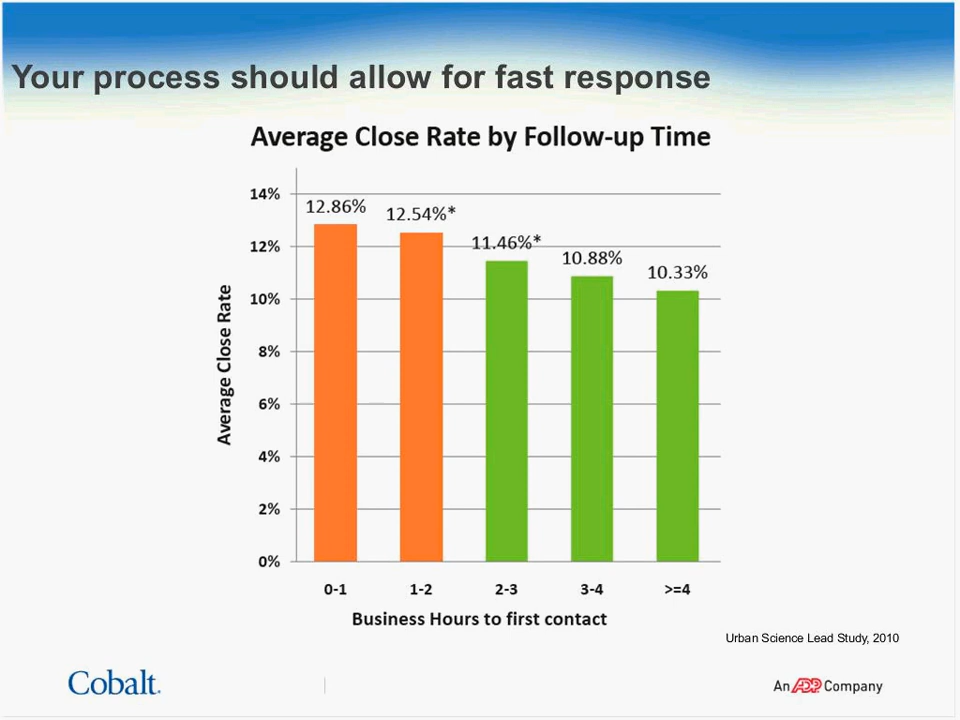 Your process should allow for fast response
Average Close Rate by Follow-up Time
14%
12%
10%
8%
6%
4%
2%
0%
Average Close Rate
12.86%
12.54%*
11.46%*
10.88%
10.33%
0-1 1-2 2-3 3-4 >=4
Business Hours to first contact
Urban Science Lead Study, 2010
Cobalt.
An ADP Company